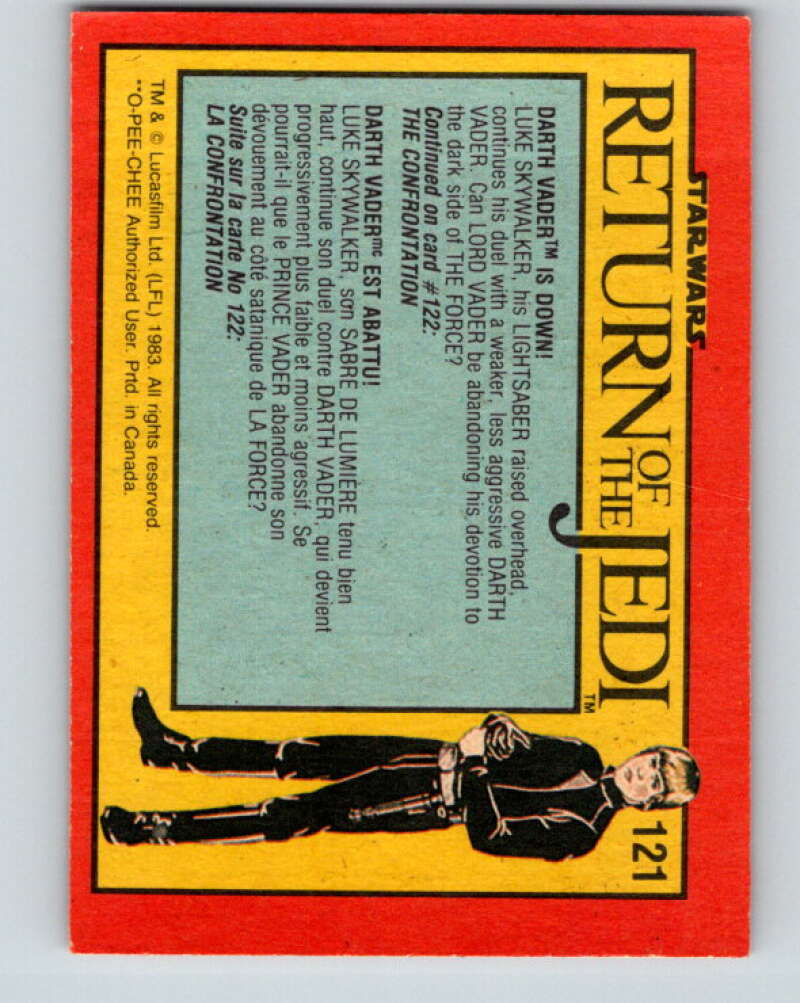 STAR WARS
RETURN OF THE JEDI™
121
DARTH VADER™ IS DOWN!
LUKE SKYWALKER, his LIGHTSABER raised overhead,
continues his duel with a weaker, less aggressive DARTH
VADER. Can LORD VADER be abandoning his devotion to
the dark side of THE FORCE?
Continued on card #122:
THE CONFRONTATION
DARTH VADERmc EST ABATTU!
LUKE SKYWALKER, son SABRE DE LUMIÈRE tenu bien
haut, continue son duel contre DARTH VADER, qui devient
progressivement plus faible et moins agressif. Se
pourrait-il que le PRINCE VADER abandonne son
dévouement au côté satanique de LA FORCE?
Suite sur la carte No 122:
LA CONFRONTATION
TM & © Lucasfilm Ltd. (LFL) 1983. All rights reserved.
**O-PEE-CHEE Authorized User. Prtd. in Canada.